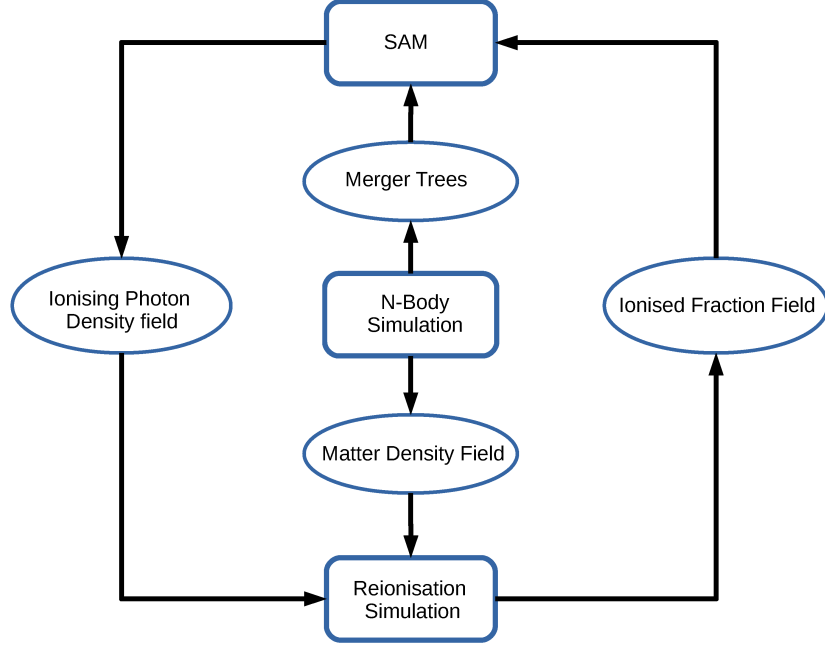 SAM
Merger Trees
Ionising Photon
Density field
N-Body
Simulation
Ionised Fraction Field
Matter Density Field
Reionisation
Simulation